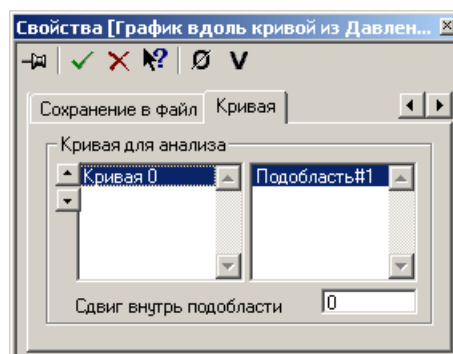 Свойства [График вдоль кривой из Давлен...
Сохранение в файл Кривая
Кривая для анализа
Кривая 0 Подобласть#1
Сдвиг внутрь подобласти 0